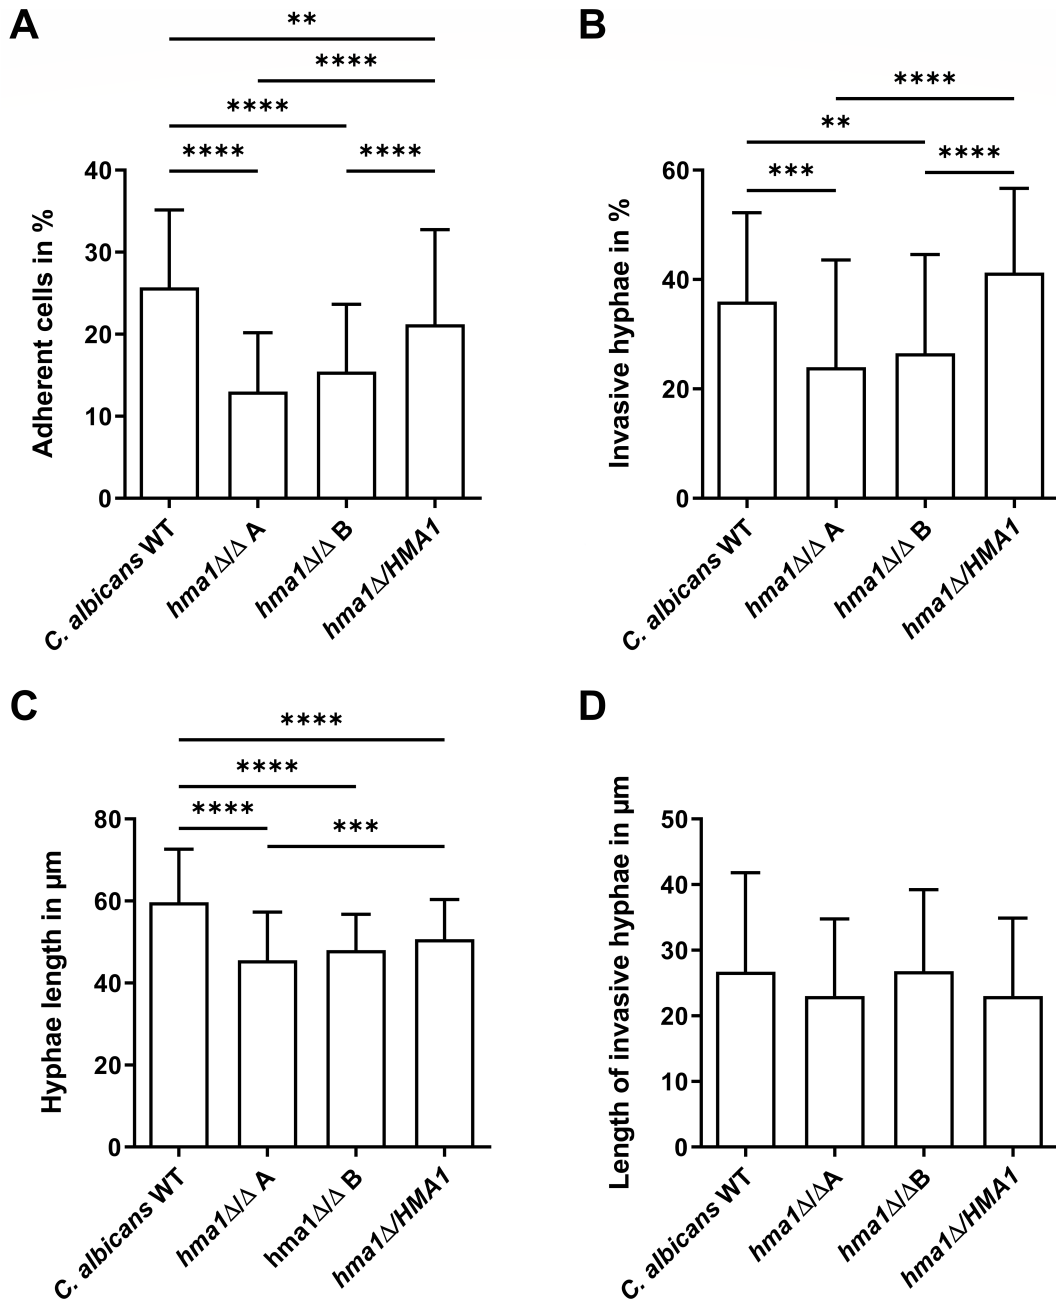 A
**
****
****
****
****
Adherent cells in %
40
30
20
10
0
C. albicans WT
hma1Δ/Δ A
hma1Δ/Δ B
hma1Δ/HMA1
B
****
**
****
***
Invasive hyphae in %
60
40
20
0
C. albicans WT
hma1Δ/Δ A
hma1Δ/Δ B
hma1Δ/HMA1
C
****
****
****
***
Hyphae length in µm
80
60
40
20
0
C. albicans WT
hma1Δ/Δ A
hma1Δ/Δ B
hma1Δ/HMA1
D
Length of invasive hyphae in µm
50
40
30
20
10
0
C. albicans WT
hma1Δ/ΔA
hma1Δ/ΔB
hma1Δ/HMA1